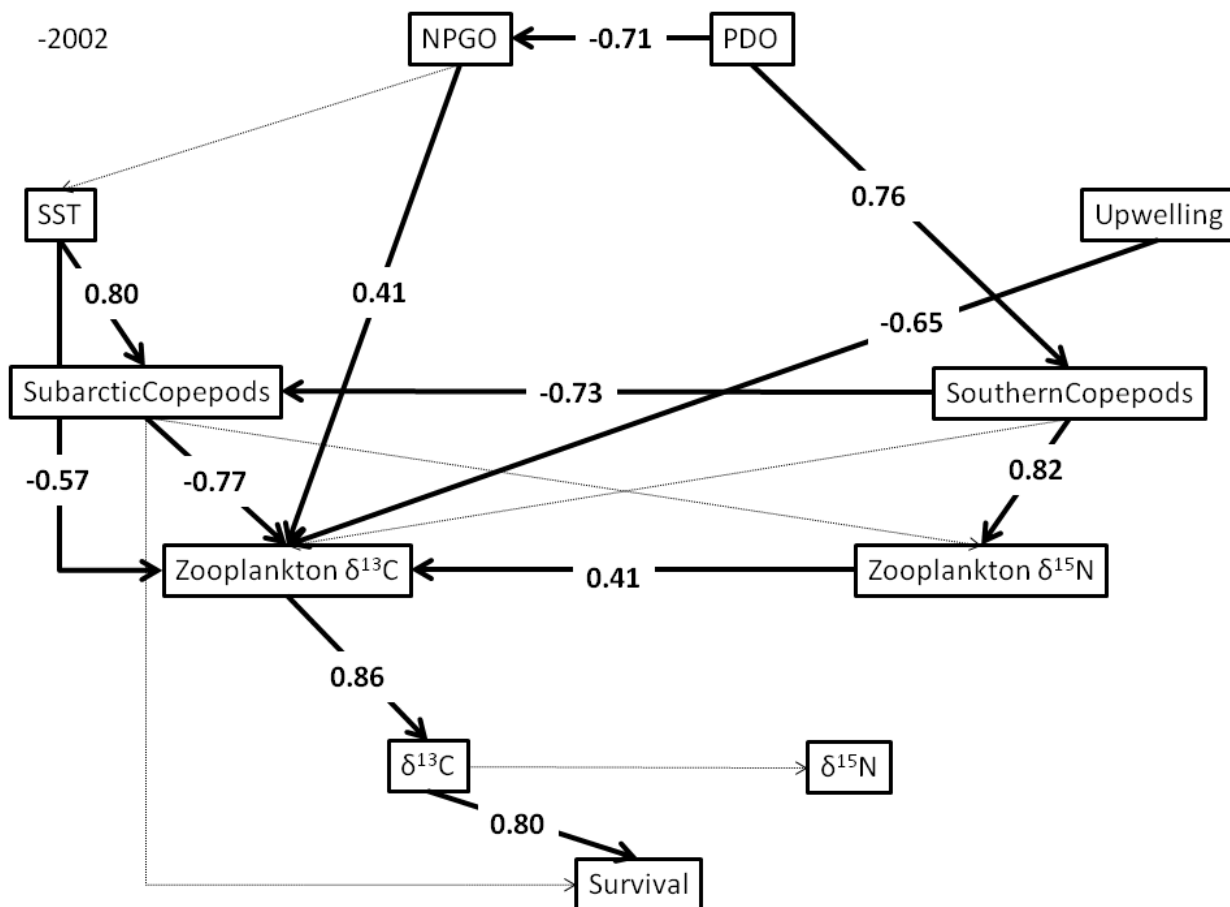 -2002
NPGO
-0.71
PDO
SST
0.76
Upwelling
0.80
0.41
-0.65
SubarcticCopepods
-0.73
SouthernCopepods
-0.57
-0.77
0.82
Zooplankton δ¹³C
0.41
Zooplankton δ¹⁵N
0.86
δ¹³C
δ¹⁵N
0.80
Survival